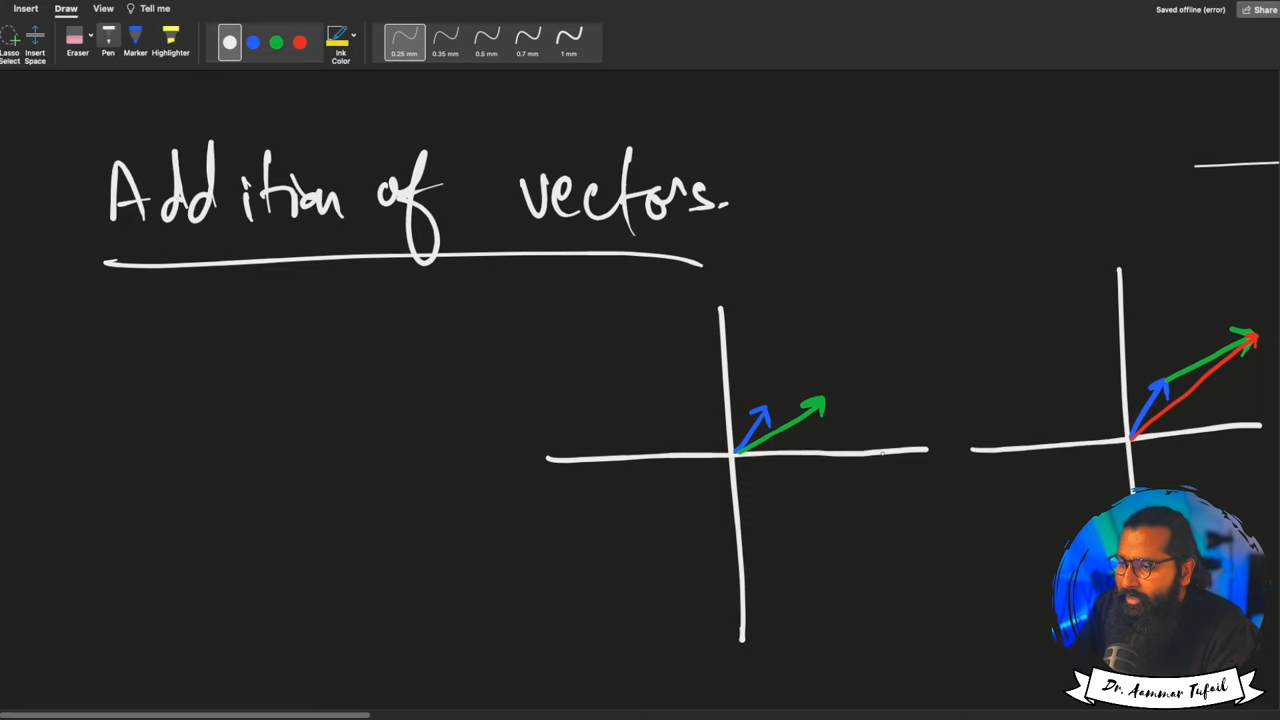 Insert Draw View Tell me
Saved offline (error) Share
Lasso Select
Insert Space
Eraser
Pen
Marker
Highlighter
Ink Color
0.25 mm 0.35 mm 0.5 mm 0.7 mm 1 mm
Addition of vectors.
Dr. Aammar Tufail